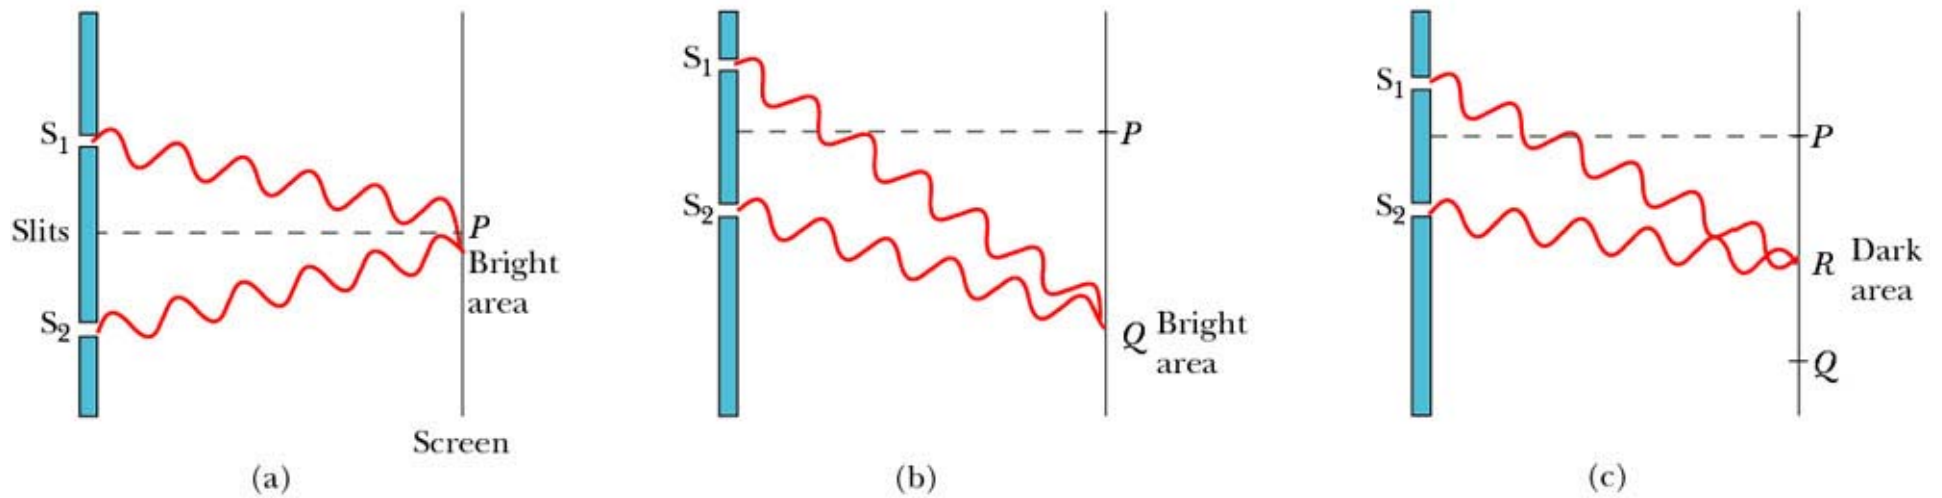 S1
Slits
S2
P
Bright
area
Screen
(a)
S1
P
S2
Q Bright
area
(b)
S1
P
S2
R Dark
area
Q
(c)